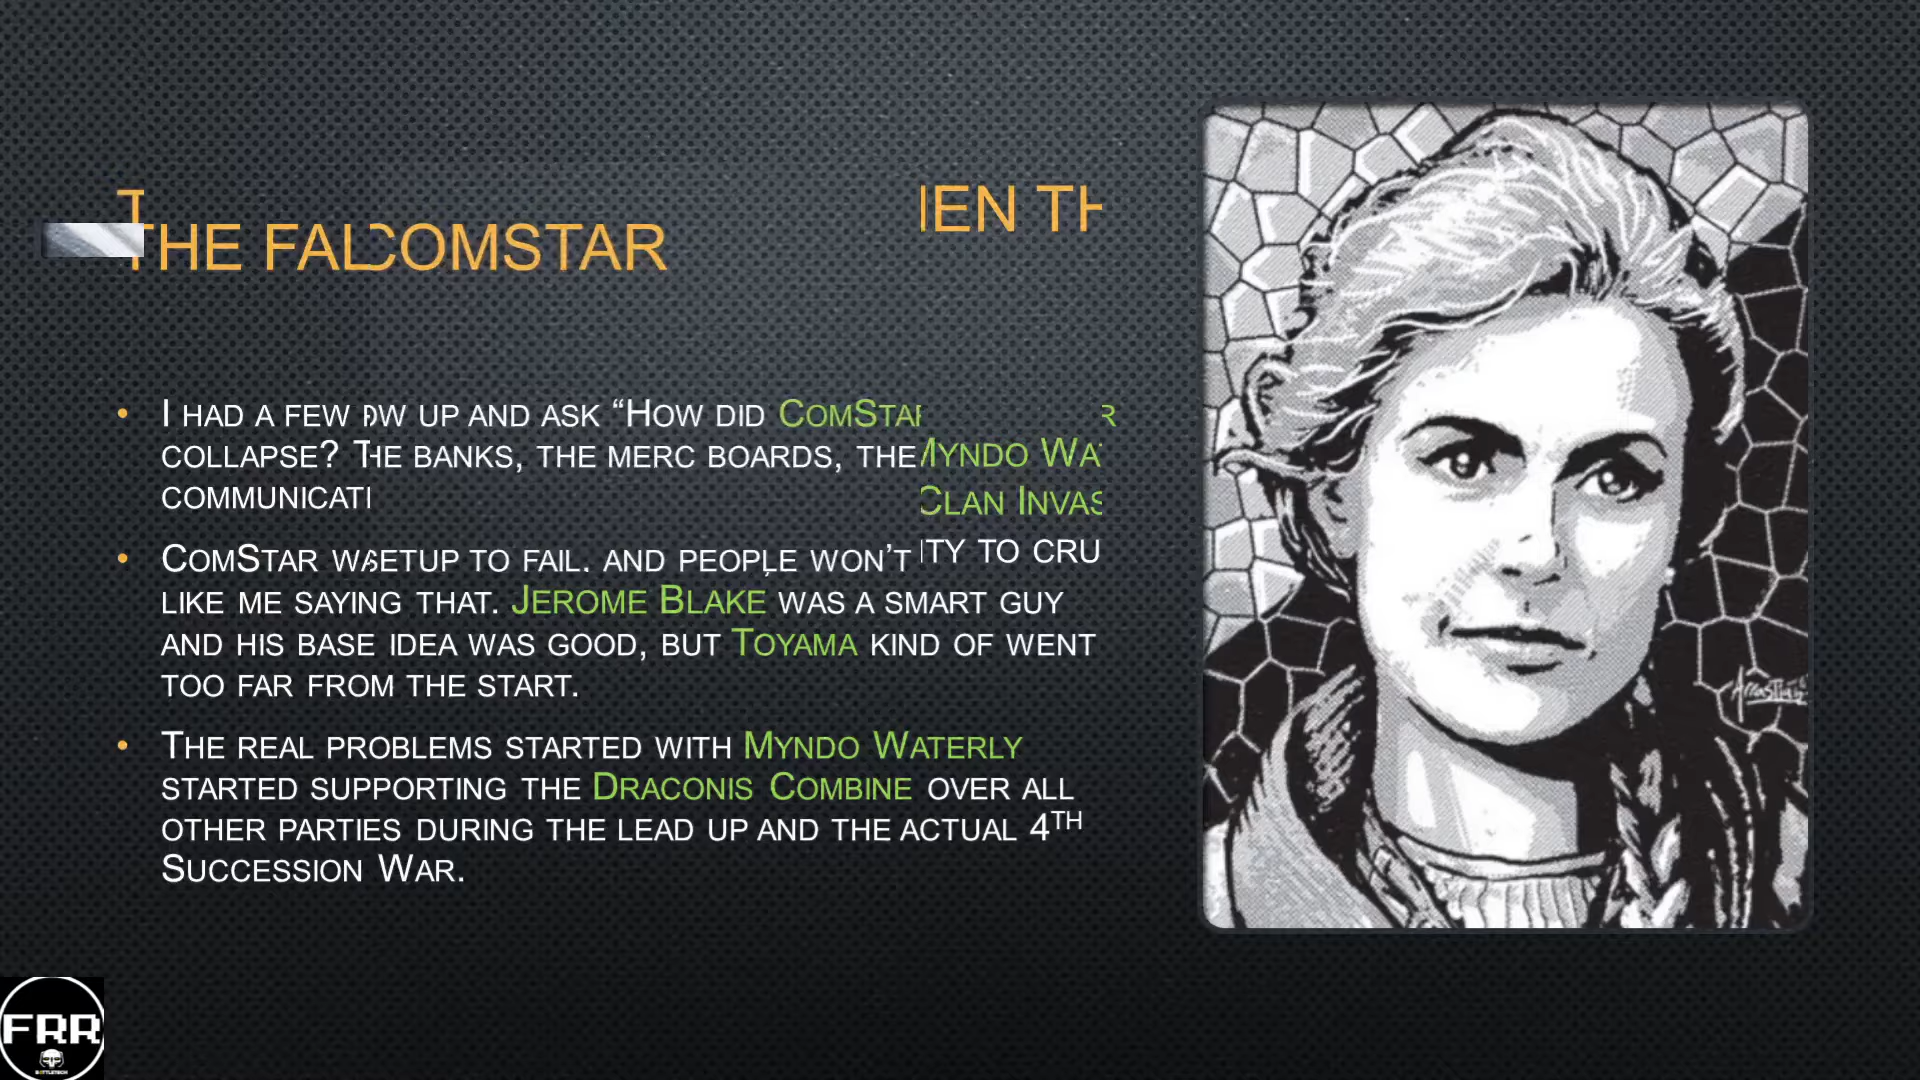 T
IEN TH
THE FALCOMSTAR
• I HAD A FEW OW UP AND ASK “HOW DID COMSTAR
COLLAPSE? THE BANKS, THE MERC BOARDS, THE MYNDO WAT
COMMUNICATI CLAN INVAS
• COMSTAR WASETUP TO FAIL. AND PEOPLE WON’T ITY TO CRU
LIKE ME SAYING THAT. JEROME BLAKE WAS A SMART GUY
AND HIS BASE IDEA WAS GOOD, BUT TOYAMA KIND OF WENT
TOO FAR FROM THE START.
• THE REAL PROBLEMS STARTED WITH MYNDO WATERLY
STARTED SUPPORTING THE DRACONIS COMBINE OVER ALL
OTHER PARTIES DURING THE LEAD UP AND THE ACTUAL 4TH
SUCCESSION WAR.
FRR